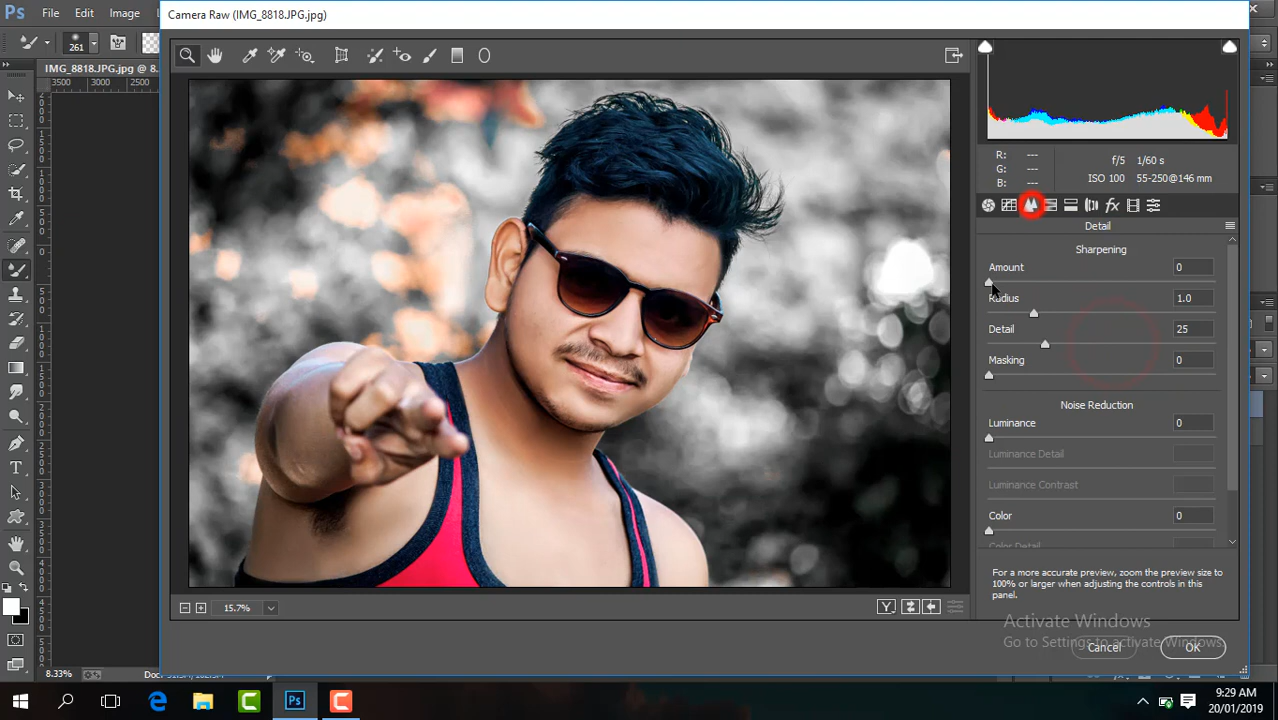 Ps File Edit Image
Camera Raw (IMG_8818.JPG.jpg)
261
IMG_8818.JPG.jpg @ 8.
3500 3000 2500
R: ---
G: ---
B: ---
f/5 1/60 s
ISO 100 55-250@146 mm
fx
Detail
Sharpening
Amount 0
Radius 1.0
Detail 25
Masking 0
Noise Reduction
Luminance 0
Luminance Detail
Luminance Contrast
Color 0
Color Detail
For a more accurate preview, zoom the preview size to
100% or larger when adjusting the controls in this
panel.
15.7%
Y
Activate Windows
Go to Settings to activate Windows.
Cancel OK
8.33%
9:29 AM
20/01/2019